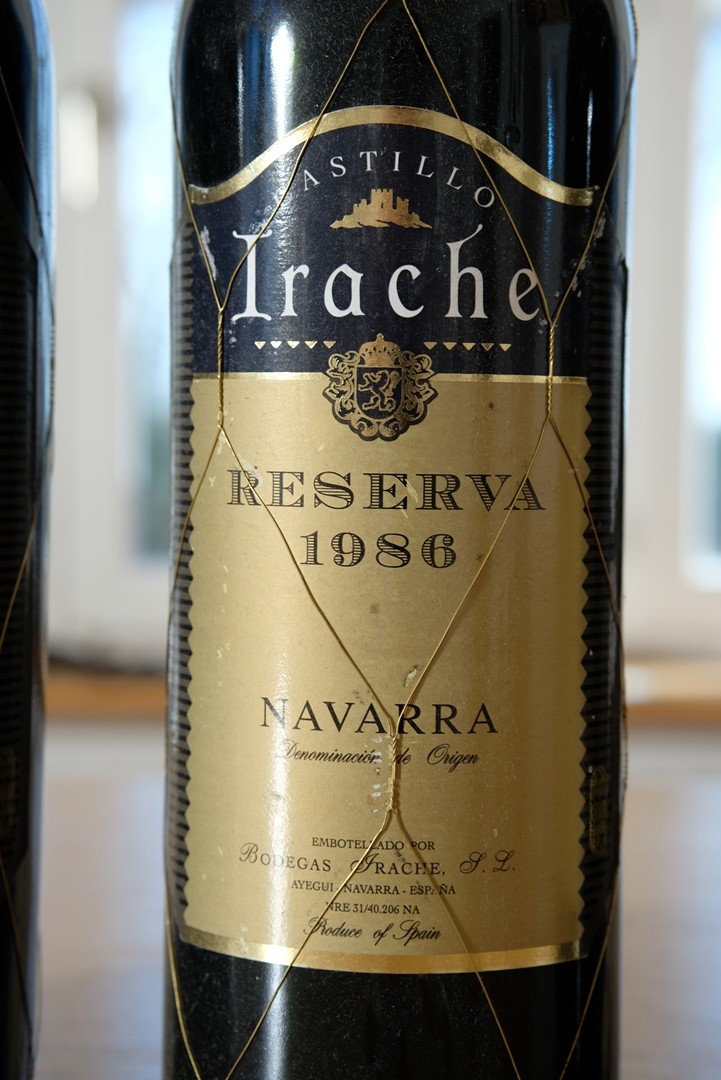 CASTILLO
Irache
RESERVA
1986
NAVARRA
Denominación de Origen
EMBOTELLADO POR
BODEGAS IRACHE, S. L.
AYEGUI NAVARRA - ESPAÑA
NRE 31/40.206 NA
Produce of Spain